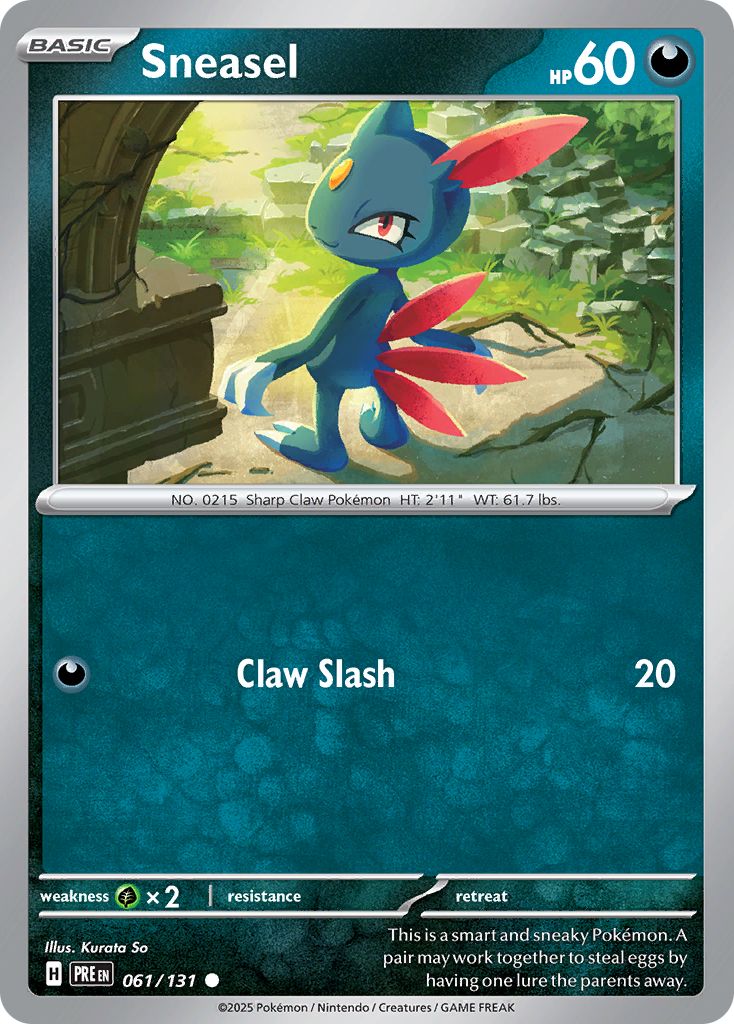 BASIC
Sneasel
HP60
NO. 0215 Sharp Claw Pokémon HT: 2'11" WT: 61.7 lbs.
Claw Slash 20
weakness ×2 resistance retreat
Illus. Kurata So
This is a smart and sneaky Pokémon. A
pair may work together to steal eggs by
having one lure the parents away.
H PRE EN 061/131
©2025 Pokémon / Nintendo / Creatures / GAME FREAK